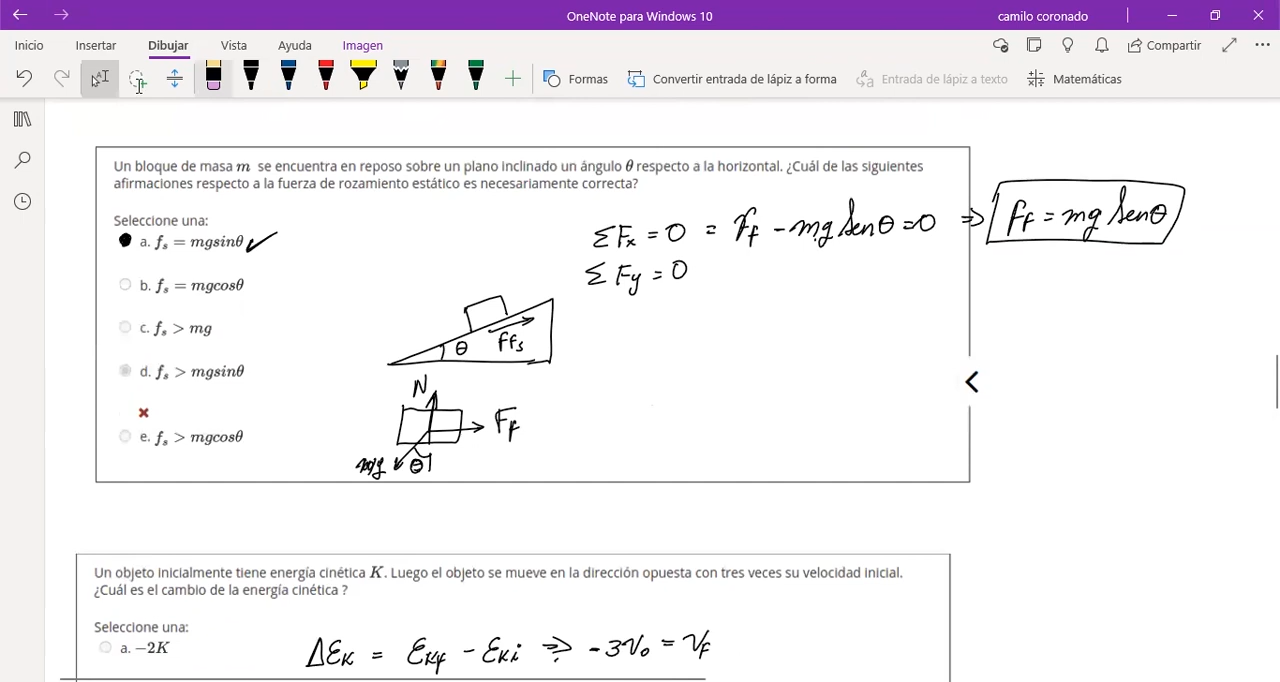 OneNote para Windows 10
camilo coronado
Inicio Insertar Dibujar Vista Ayuda Imagen Compartir
Formas Convertir entrada de lápiz a forma Entrada de lápiz a texto Matemáticas
Un bloque de masa m se encuentra en reposo sobre un plano inclinado un ángulo θ respecto a la horizontal. ¿Cuál de las siguientes
afirmaciones respecto a la fuerza de rozamiento estático es necesariamente correcta?
Seleccione una:
a. fₛ = mgsinθ
b. fₛ = mgcosθ
c. fₛ > mg
d. fₛ > mgsinθ
e. fₛ > mgcosθ
ΣFx = 0 = Ff - mg Senθ = 0 ⇒ Ff = mg Senθ
ΣFy = 0
θ Ffs
N
Ff
mg θ
Un objeto inicialmente tiene energía cinética K. Luego el objeto se mueve en la dirección opuesta con tres veces su velocidad inicial.
¿Cuál es el cambio de la energía cinética ?
Seleccione una:
a. −2K
ΔEK = EKf - EKi ⇒ -3V₀ = VF